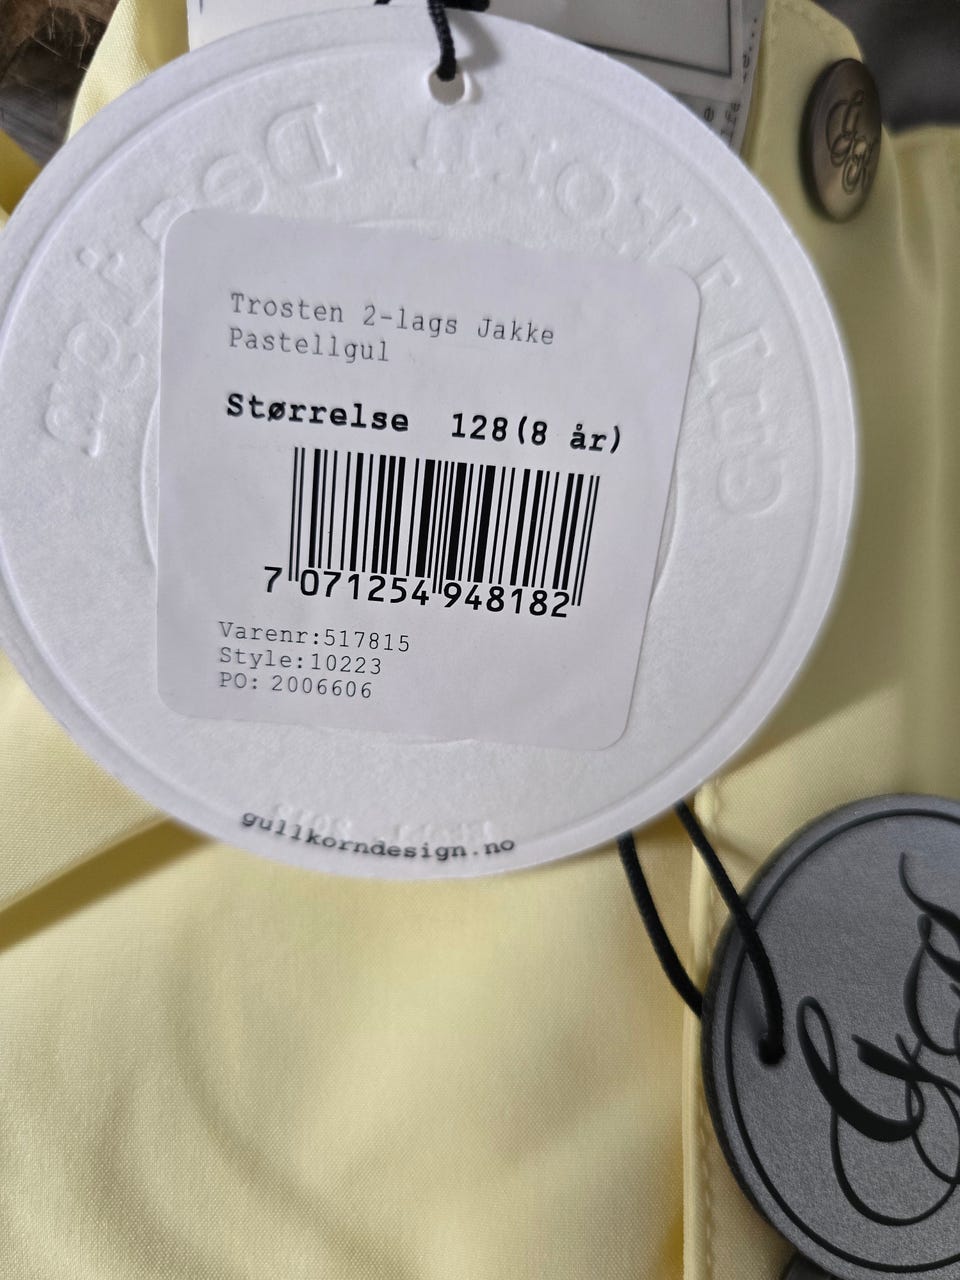 Trosten 2-lags Jakke
Pastellgul
Størrelse 128(8 år)
7 071254 948182
Varenr:517815
Style:10223
PO: 2006606
gullkorndesign.no
GK